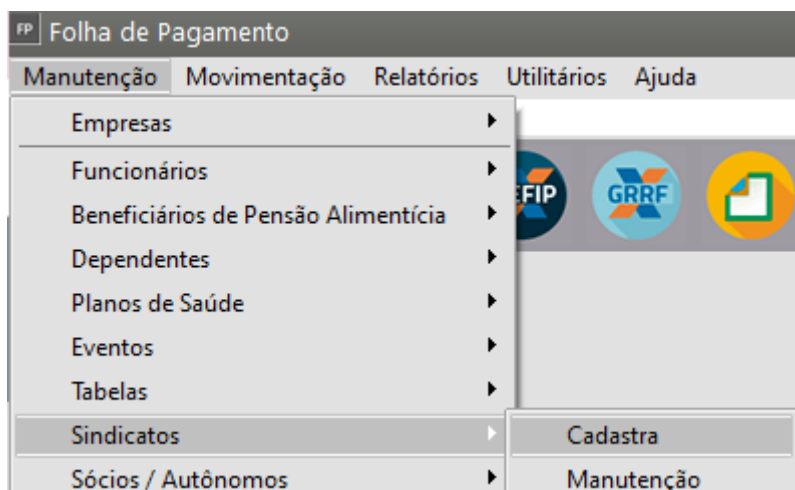 FP Folha de Pagamento
Manutenção Movimentação Relatórios Utilitários Ajuda
Empresas
Funcionários
EFIP GRRF
Beneficiários de Pensão Alimentícia
Dependentes
Planos de Saúde
Eventos
Tabelas
Sindicatos Cadastra
Sócios / Autônomos Manutenção